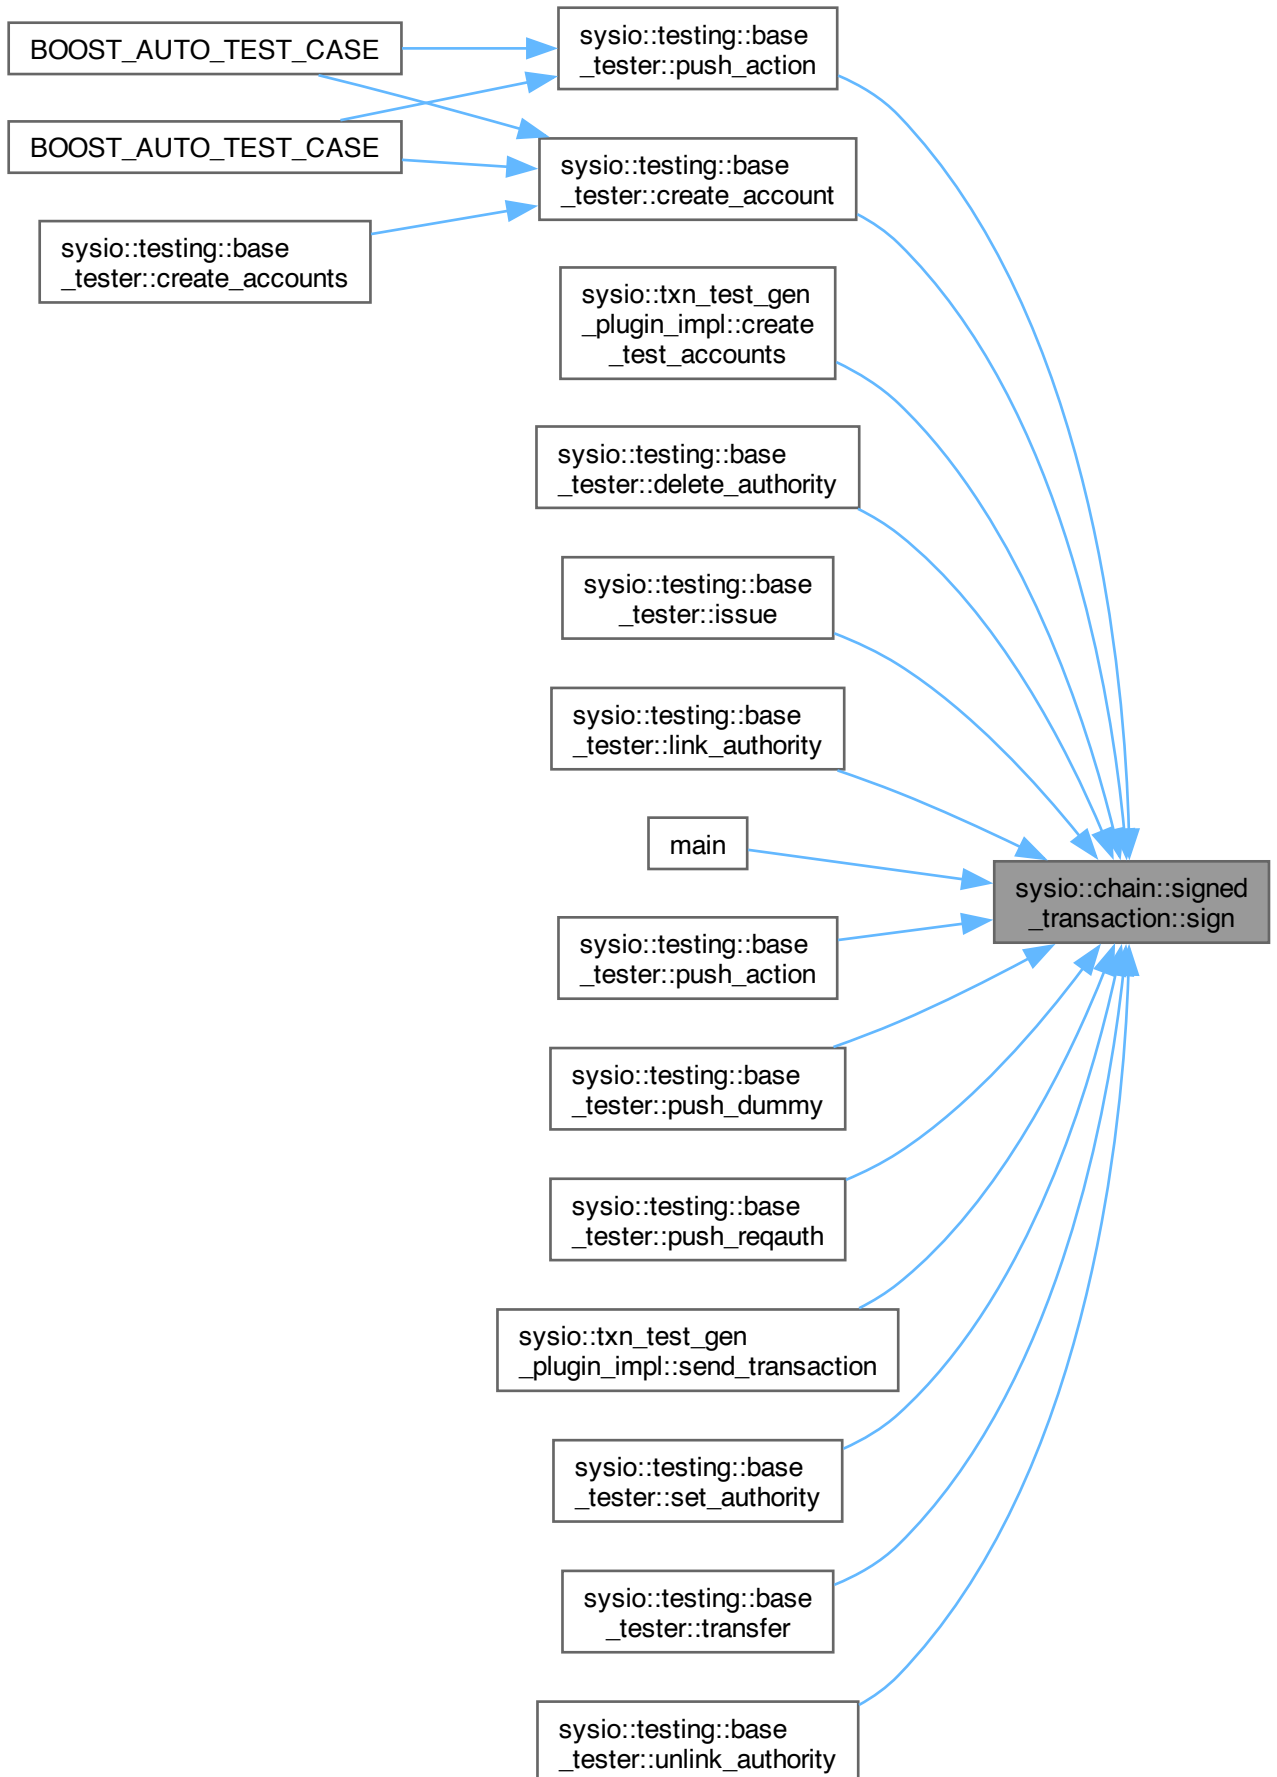 BOOST_AUTO_TEST_CASE
sysio::testing::base
_tester::push_action
BOOST_AUTO_TEST_CASE
sysio::testing::base
_tester::create_account
sysio::testing::base
_tester::create_accounts
sysio::txn_test_gen
_plugin_impl::create
_test_accounts
sysio::testing::base
_tester::delete_authority
sysio::testing::base
_tester::issue
sysio::testing::base
_tester::link_authority
main
sysio::chain::signed
_transaction::sign
sysio::testing::base
_tester::push_action
sysio::testing::base
_tester::push_dummy
sysio::testing::base
_tester::push_reqauth
sysio::txn_test_gen
_plugin_impl::send_transaction
sysio::testing::base
_tester::set_authority
sysio::testing::base
_tester::transfer
sysio::testing::base
_tester::unlink_authority